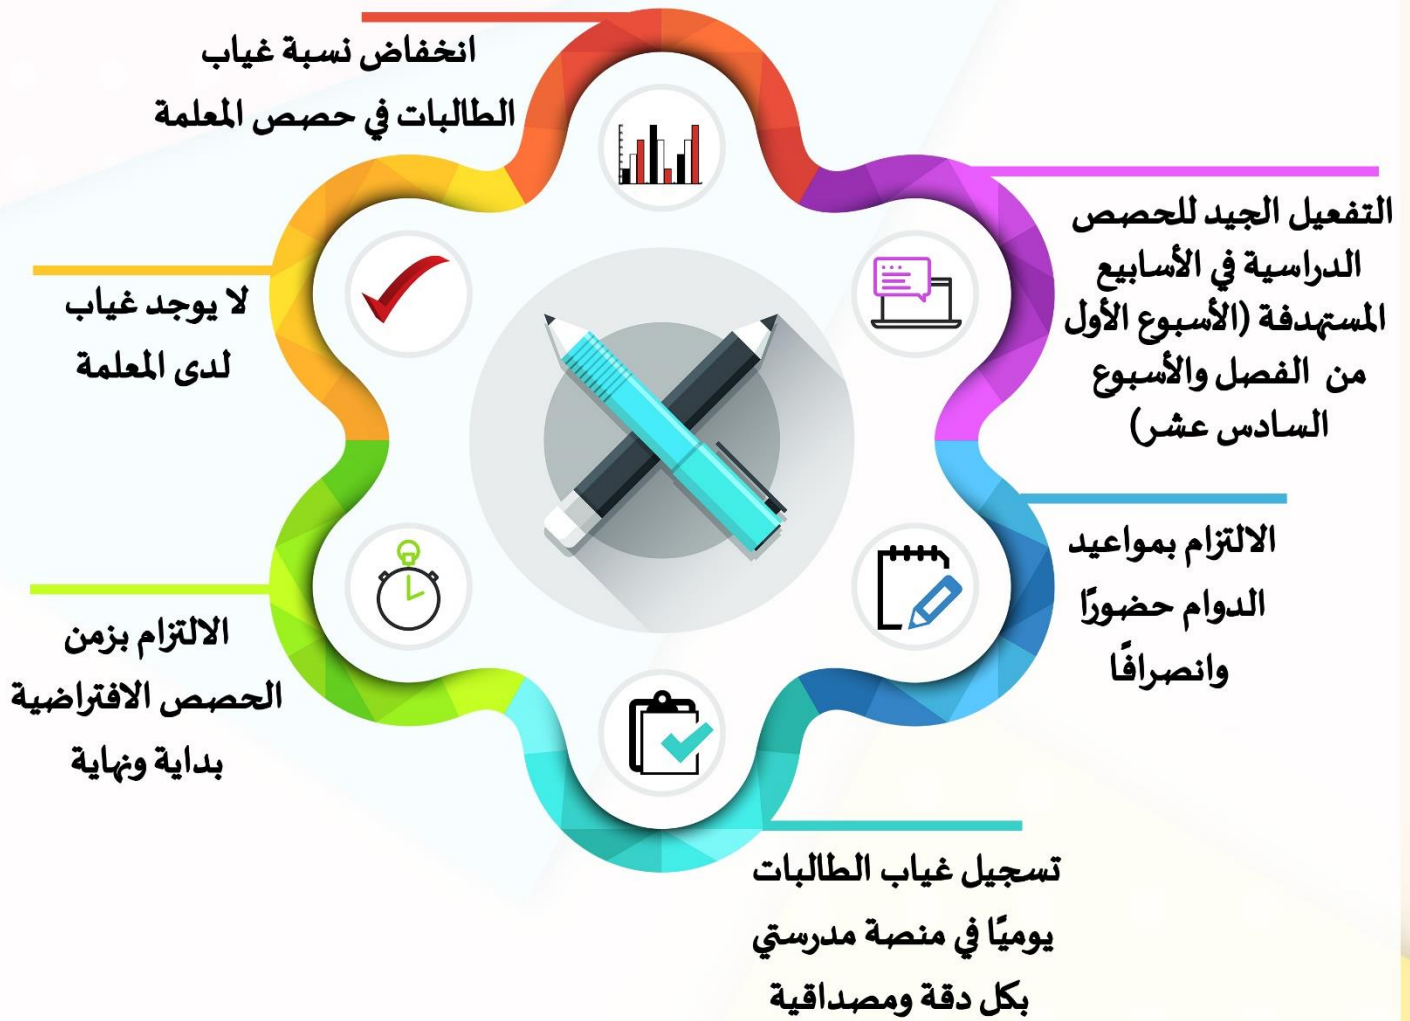 انخفاض نسبة غياب
الطالبات في حصص المعلمة
التفعيل الجيد للحصص
الدراسية في الأسابيع
المستهدفة (الأسبوع الأول
من الفصل والأسبوع
السادس عشر)
الالتزام بمواعيد
الدوام حضورًا
وانصرافًا
تسجيل غياب الطالبات
يوميًا في منصة مدرستي
بكل دقة ومصداقية
الالتزام بزمن
الحصص الافتراضية
بداية ونهاية
لا يوجد غياب
لدى المعلمة